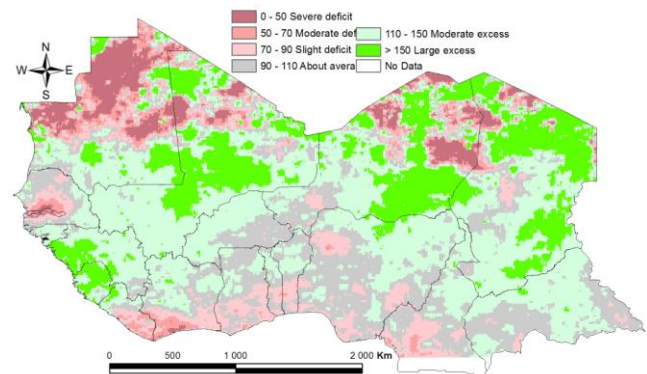 0 - 50 Severe deficit
50 - 70 Moderate def
70 - 90 Slight deficit
90 - 110 About avera
110 - 150 Moderate excess
> 150 Large excess
No Data
N
W E
S
0 500 1 000 2 000 Km